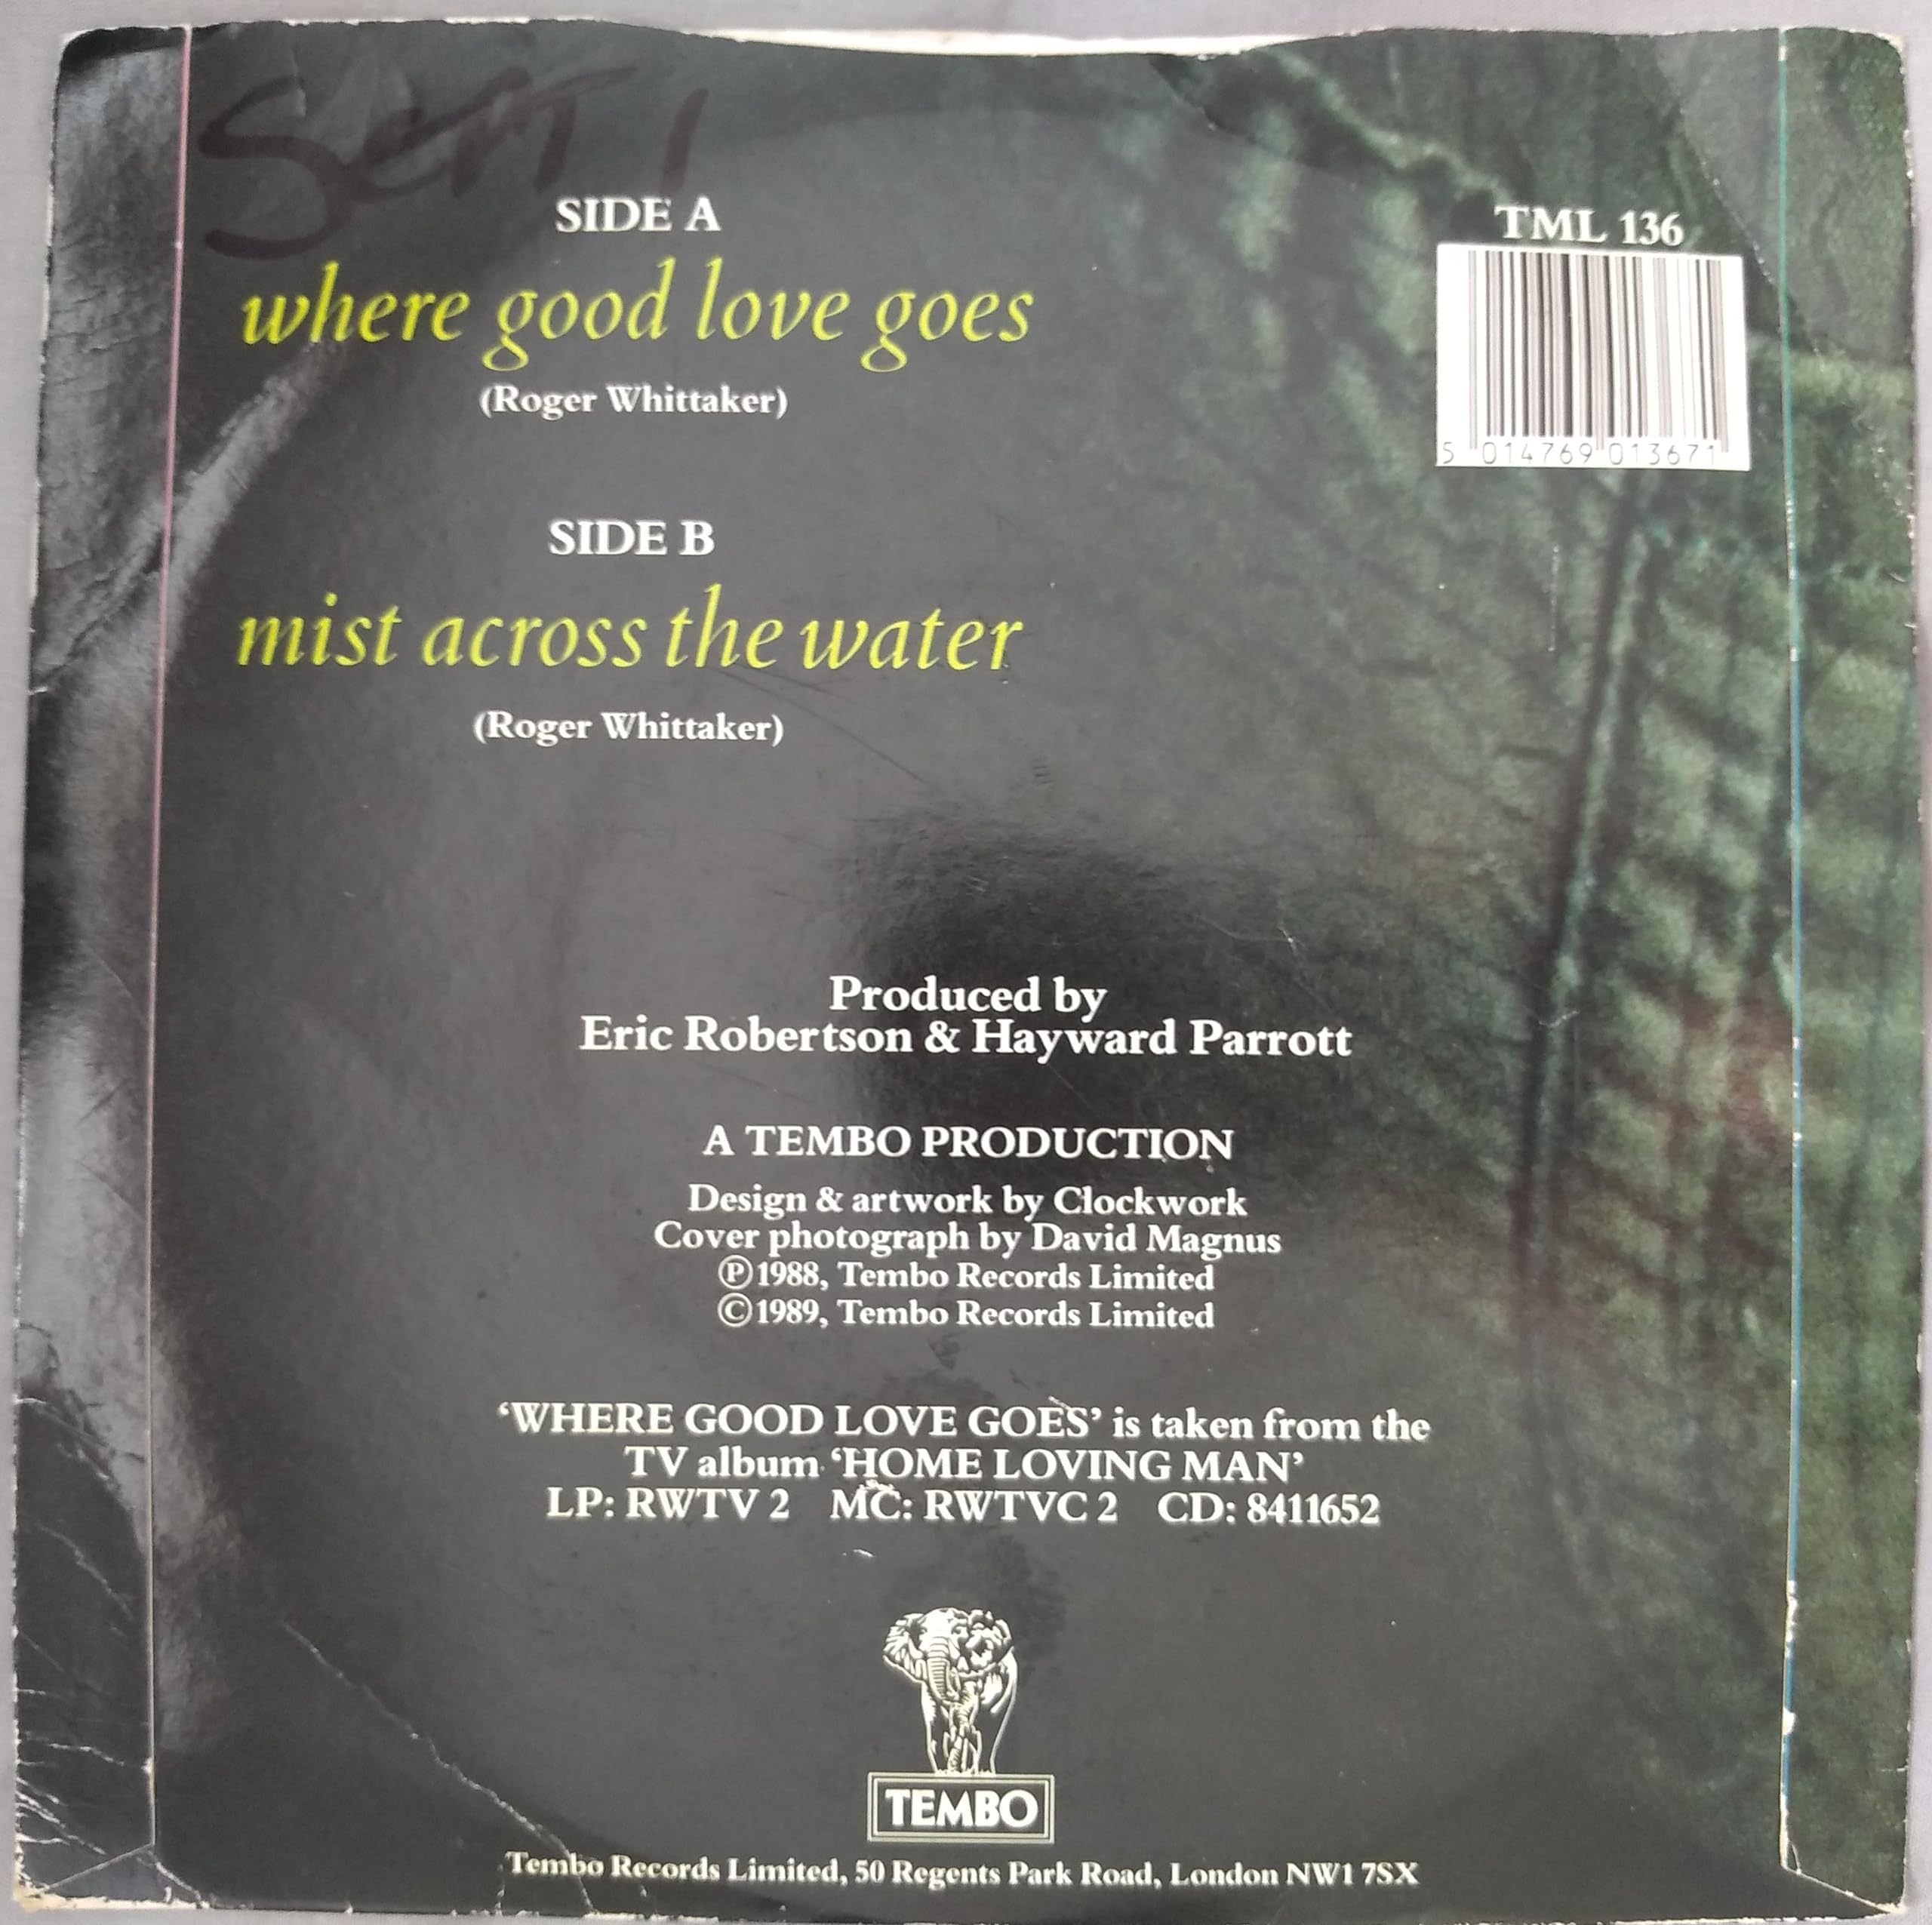 SEPT 1
SIDE A
where good love goes
(Roger Whittaker)
TML 136
5 014769 013671
SIDE B
mist across the water
(Roger Whittaker)
Produced by
Eric Robertson & Hayward Parrott
A TEMBO PRODUCTION
Design & artwork by Clockwork
Cover photograph by David Magnus
Ⓟ1988, Tembo Records Limited
©1989, Tembo Records Limited
‘WHERE GOOD LOVE GOES’ is taken from the
TV album ‘HOME LOVING MAN’
LP: RWTV 2 MC: RWTVC 2 CD: 8411652
TEMBO
Tembo Records Limited, 50 Regents Park Road, London NW1 7SX